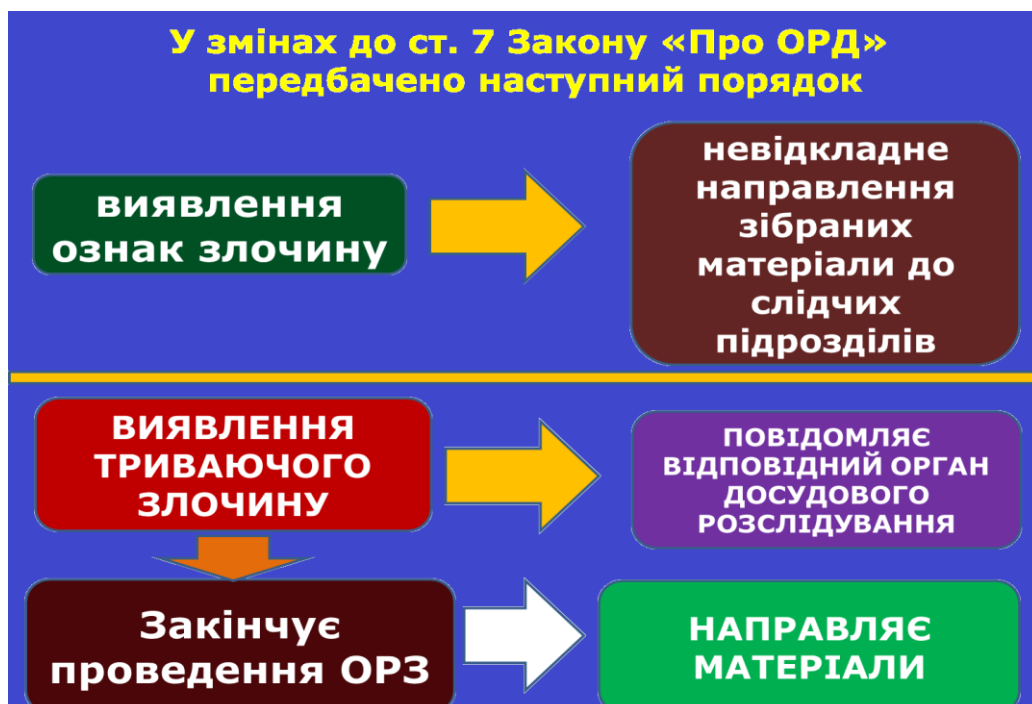 У змінах до ст. 7 Закону «Про ОРД»
передбачено наступний порядок
виявлення
ознак злочину
невідкладне
направлення
зібраних
матеріали до
слідчих
підрозділів
ВИЯВЛЕННЯ
ТРИВАЮЧОГО
ЗЛОЧИНУ
ПОВІДОМЛЯЄ
ВІДПОВІДНИЙ ОРГАН
ДОСУДОВОГО
РОЗСЛІДУВАННЯ
Закінчує
проведення ОРЗ
НАПРАВЛЯЄ
МАТЕРІАЛИ